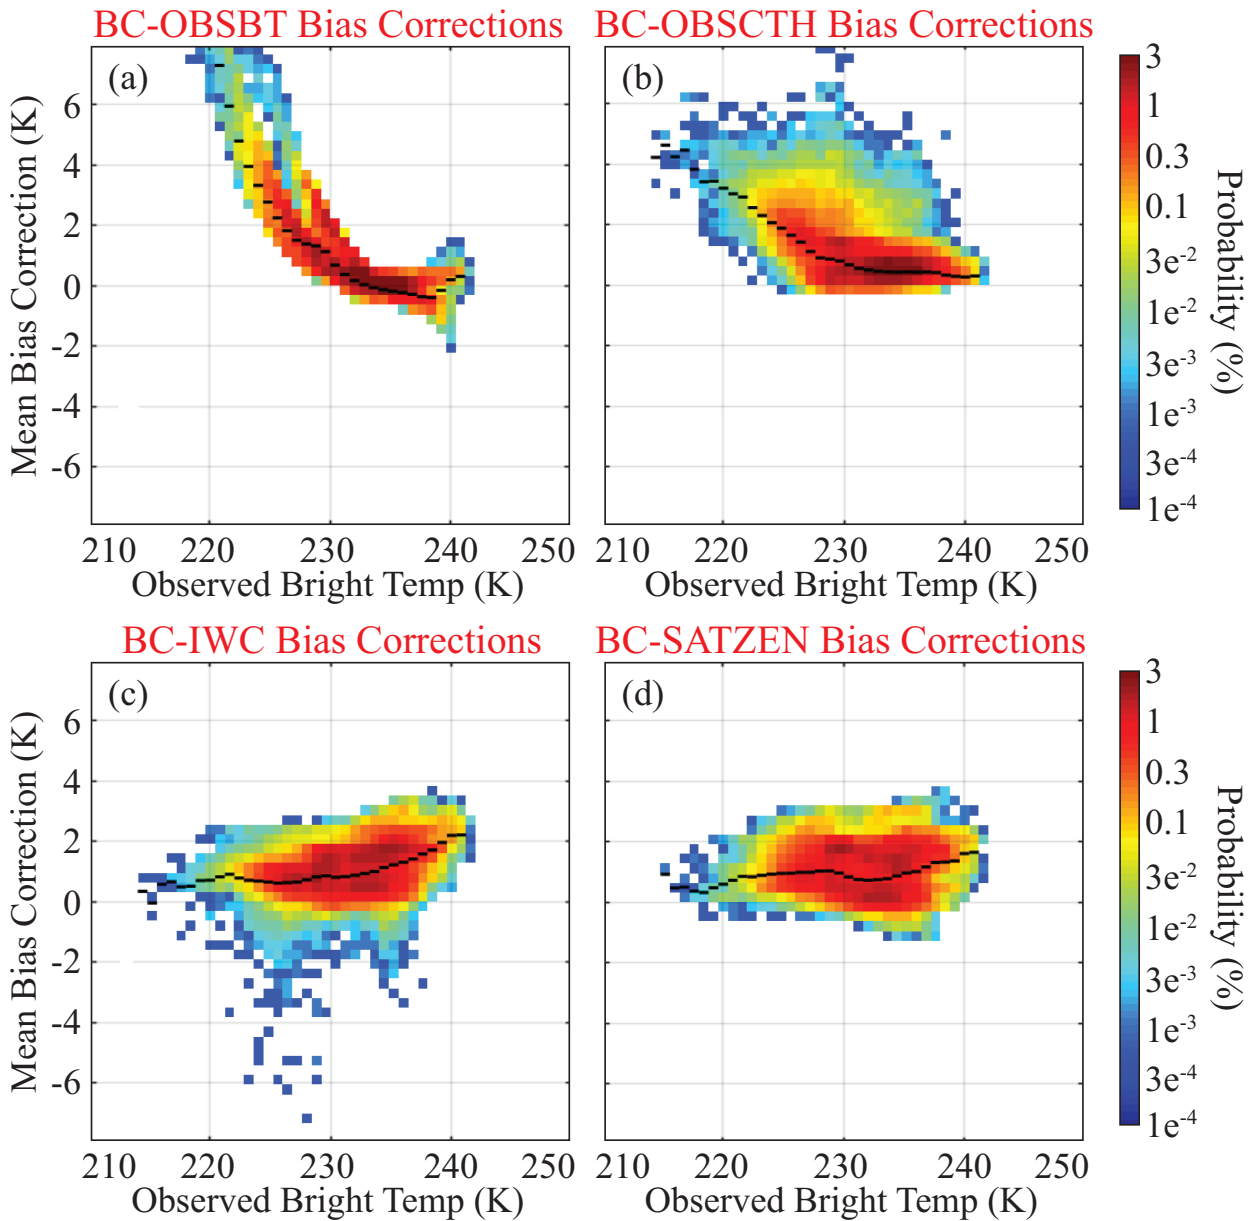 BC-OBSBT Bias Corrections BC-OBSCTH Bias Corrections
(a) (b)
Mean Bias Correction (K)
6
4
2
0
-2
-4
-6
210 220 230 240 250
Observed Bright Temp (K)
210 220 230 240 250
Observed Bright Temp (K)
3
1
0.3
0.1
3e-2
1e-2
3e-3
1e-3
3e-4
1e-4
Probability (%)
BC-IWC Bias Corrections BC-SATZEN Bias Corrections
(c) (d)
Mean Bias Correction (K)
6
4
2
0
-2
-4
-6
210 220 230 240 250
Observed Bright Temp (K)
210 220 230 240 250
Observed Bright Temp (K)
3
1
0.3
0.1
3e-2
1e-2
3e-3
1e-3
3e-4
1e-4
Probability (%)